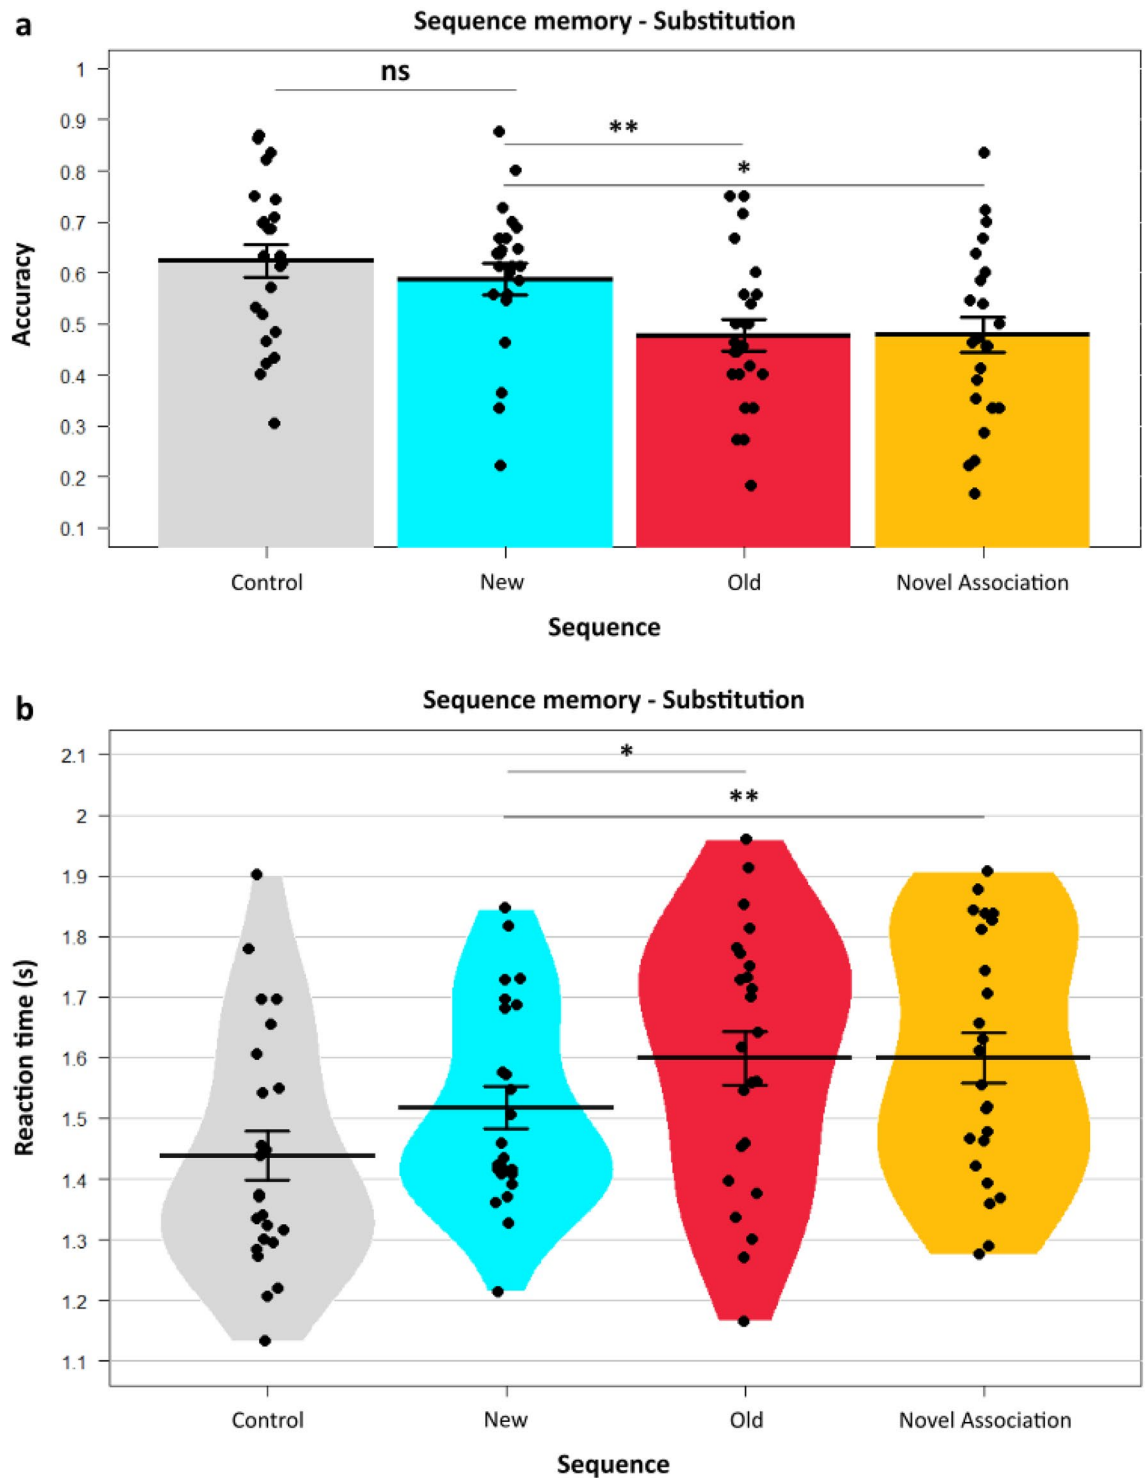 a
Sequence memory - Substitution
1
ns
0.9
**
0.8
*
0.7
0.6
0.5
0.4
0.3
0.2
0.1
Accuracy
Control New Old Novel Association
Sequence
b
Sequence memory - Substitution
2.1
*
**
2
1.9
1.8
1.7
1.6
1.5
1.4
1.3
1.2
1.1
Reaction time (s)
Control New Old Novel Association
Sequence